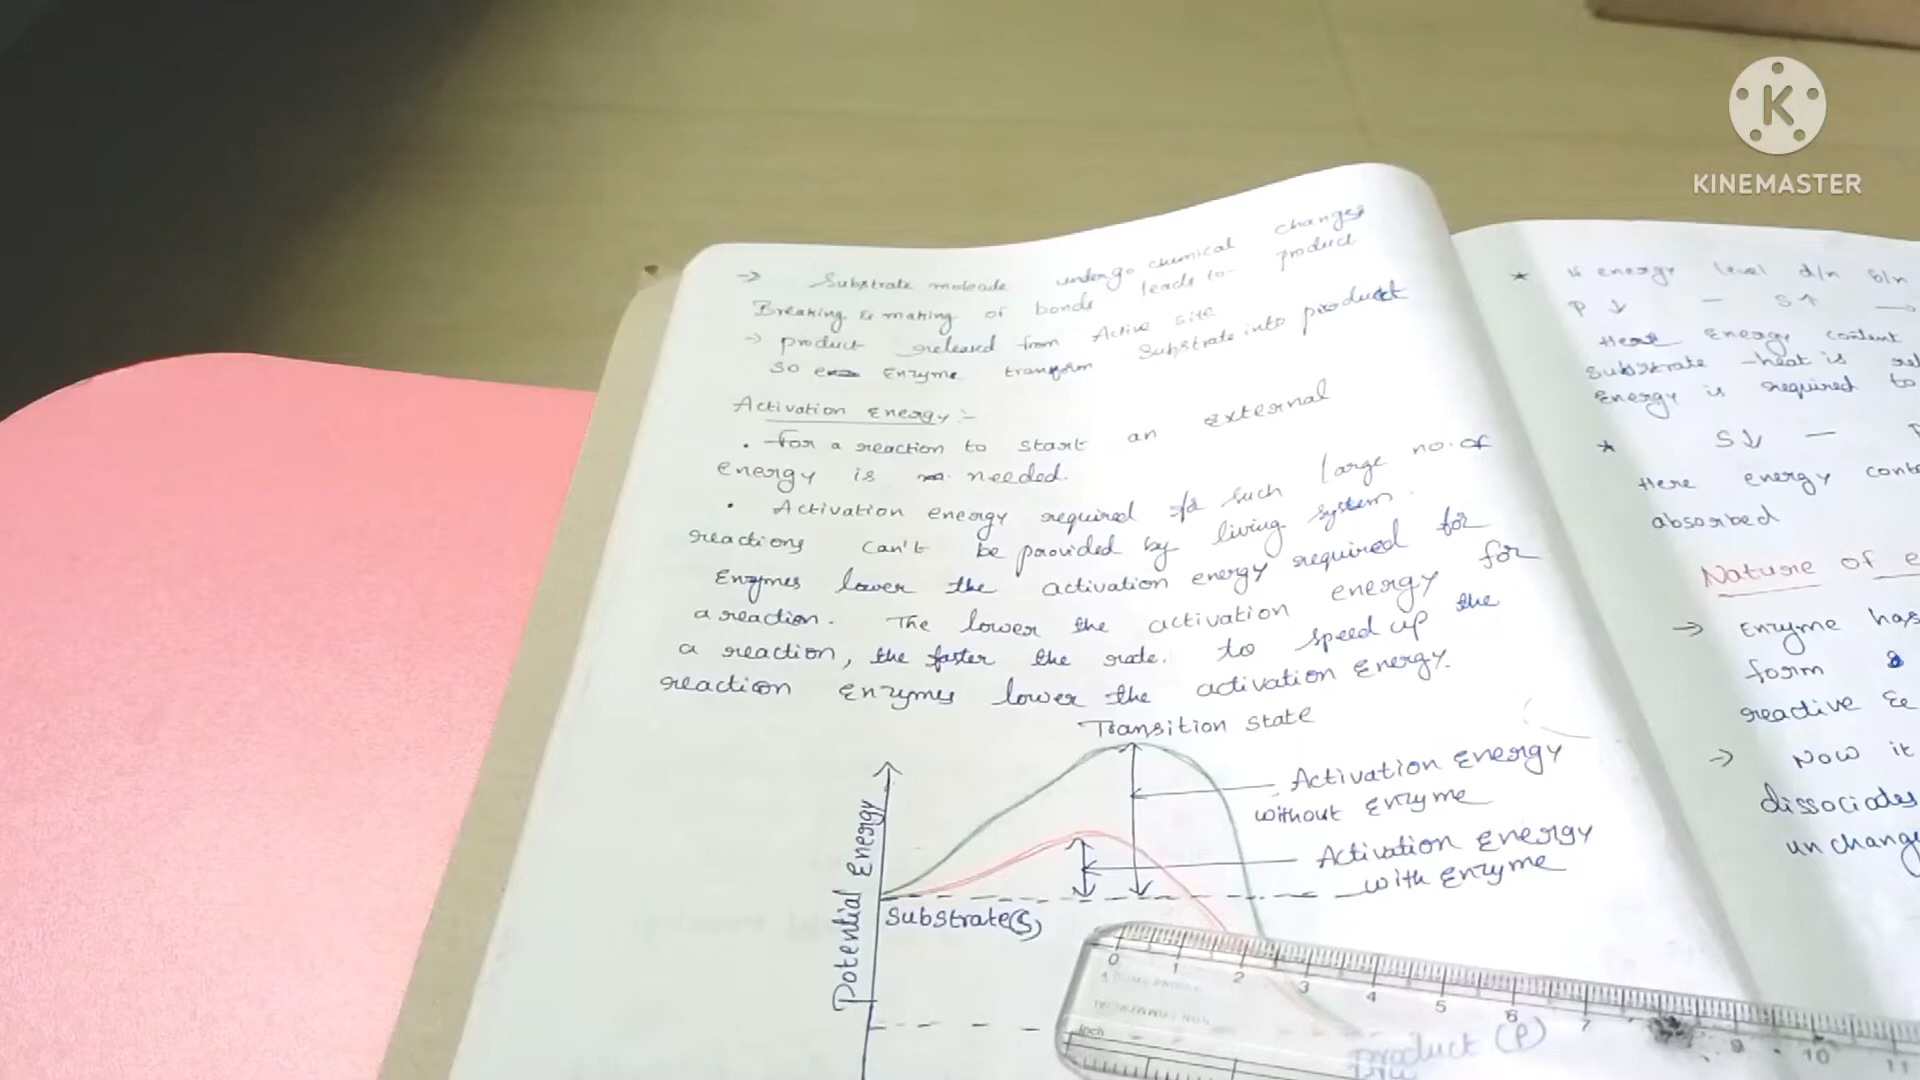 → Substrate molecule undergo chemical changes
Breaking & making of bonds leads to product
→ product released from Active site
so Enzyme transform substrate into product
Activation Energy :-
• For a reaction to start an external
energy is needed.
• Activation energy required for such large no. of
reactions can't be provided by living system.
Enzymes lower the activation energy required for
a reaction. The lower the activation energy for
a reaction, the faster the rate. to speed up the
reaction enzymes lower the activation energy.
Transition state
Activation energy
without Enzyme
Activation energy
with Enzyme
Potential Energy
Substrate(S)
Product (P)
* If energy level d/n b/n
P ↓ — S↑ →
Here Energy content
substrate - heat is
Energy is required to
* S↓ —
Here energy
absorbed
Nature of
→ Enzyme has
form
reactive &
→ Now it
dissociates
0 1 2 3 4 5 6 7 8 9 10 11
Inch
K
KINEMASTER